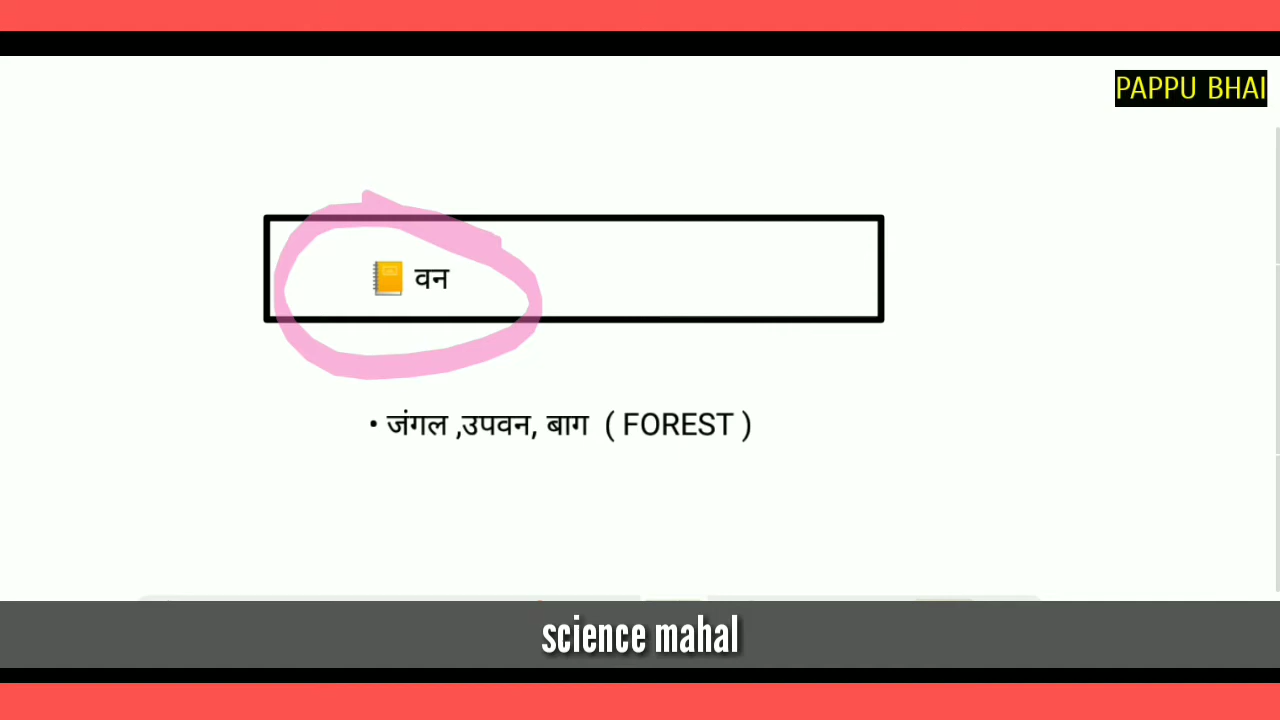 PAPPU BHAI
वन
• जंगल ,उपवन, बाग ( FOREST )
science mahal